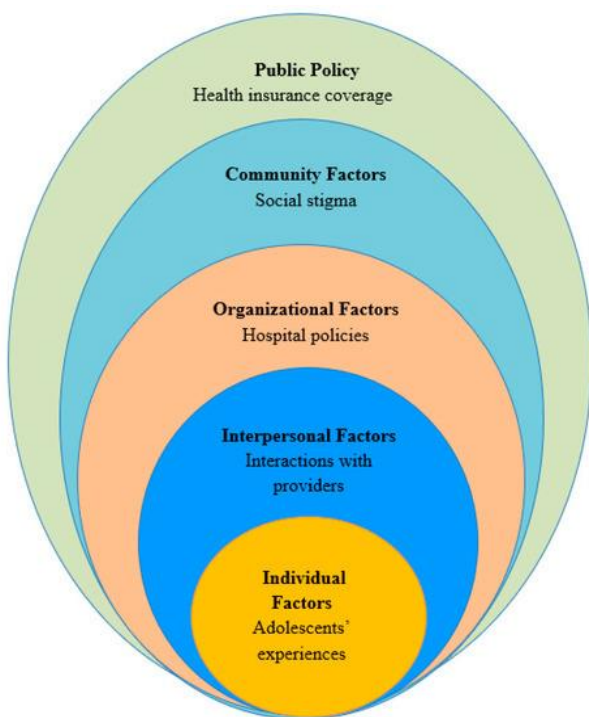 Public Policy
Health insurance coverage
Community Factors
Social stigma
Organizational Factors
Hospital policies
Interpersonal Factors
Interactions with
providers
Individual
Factors
Adolescents’
experiences